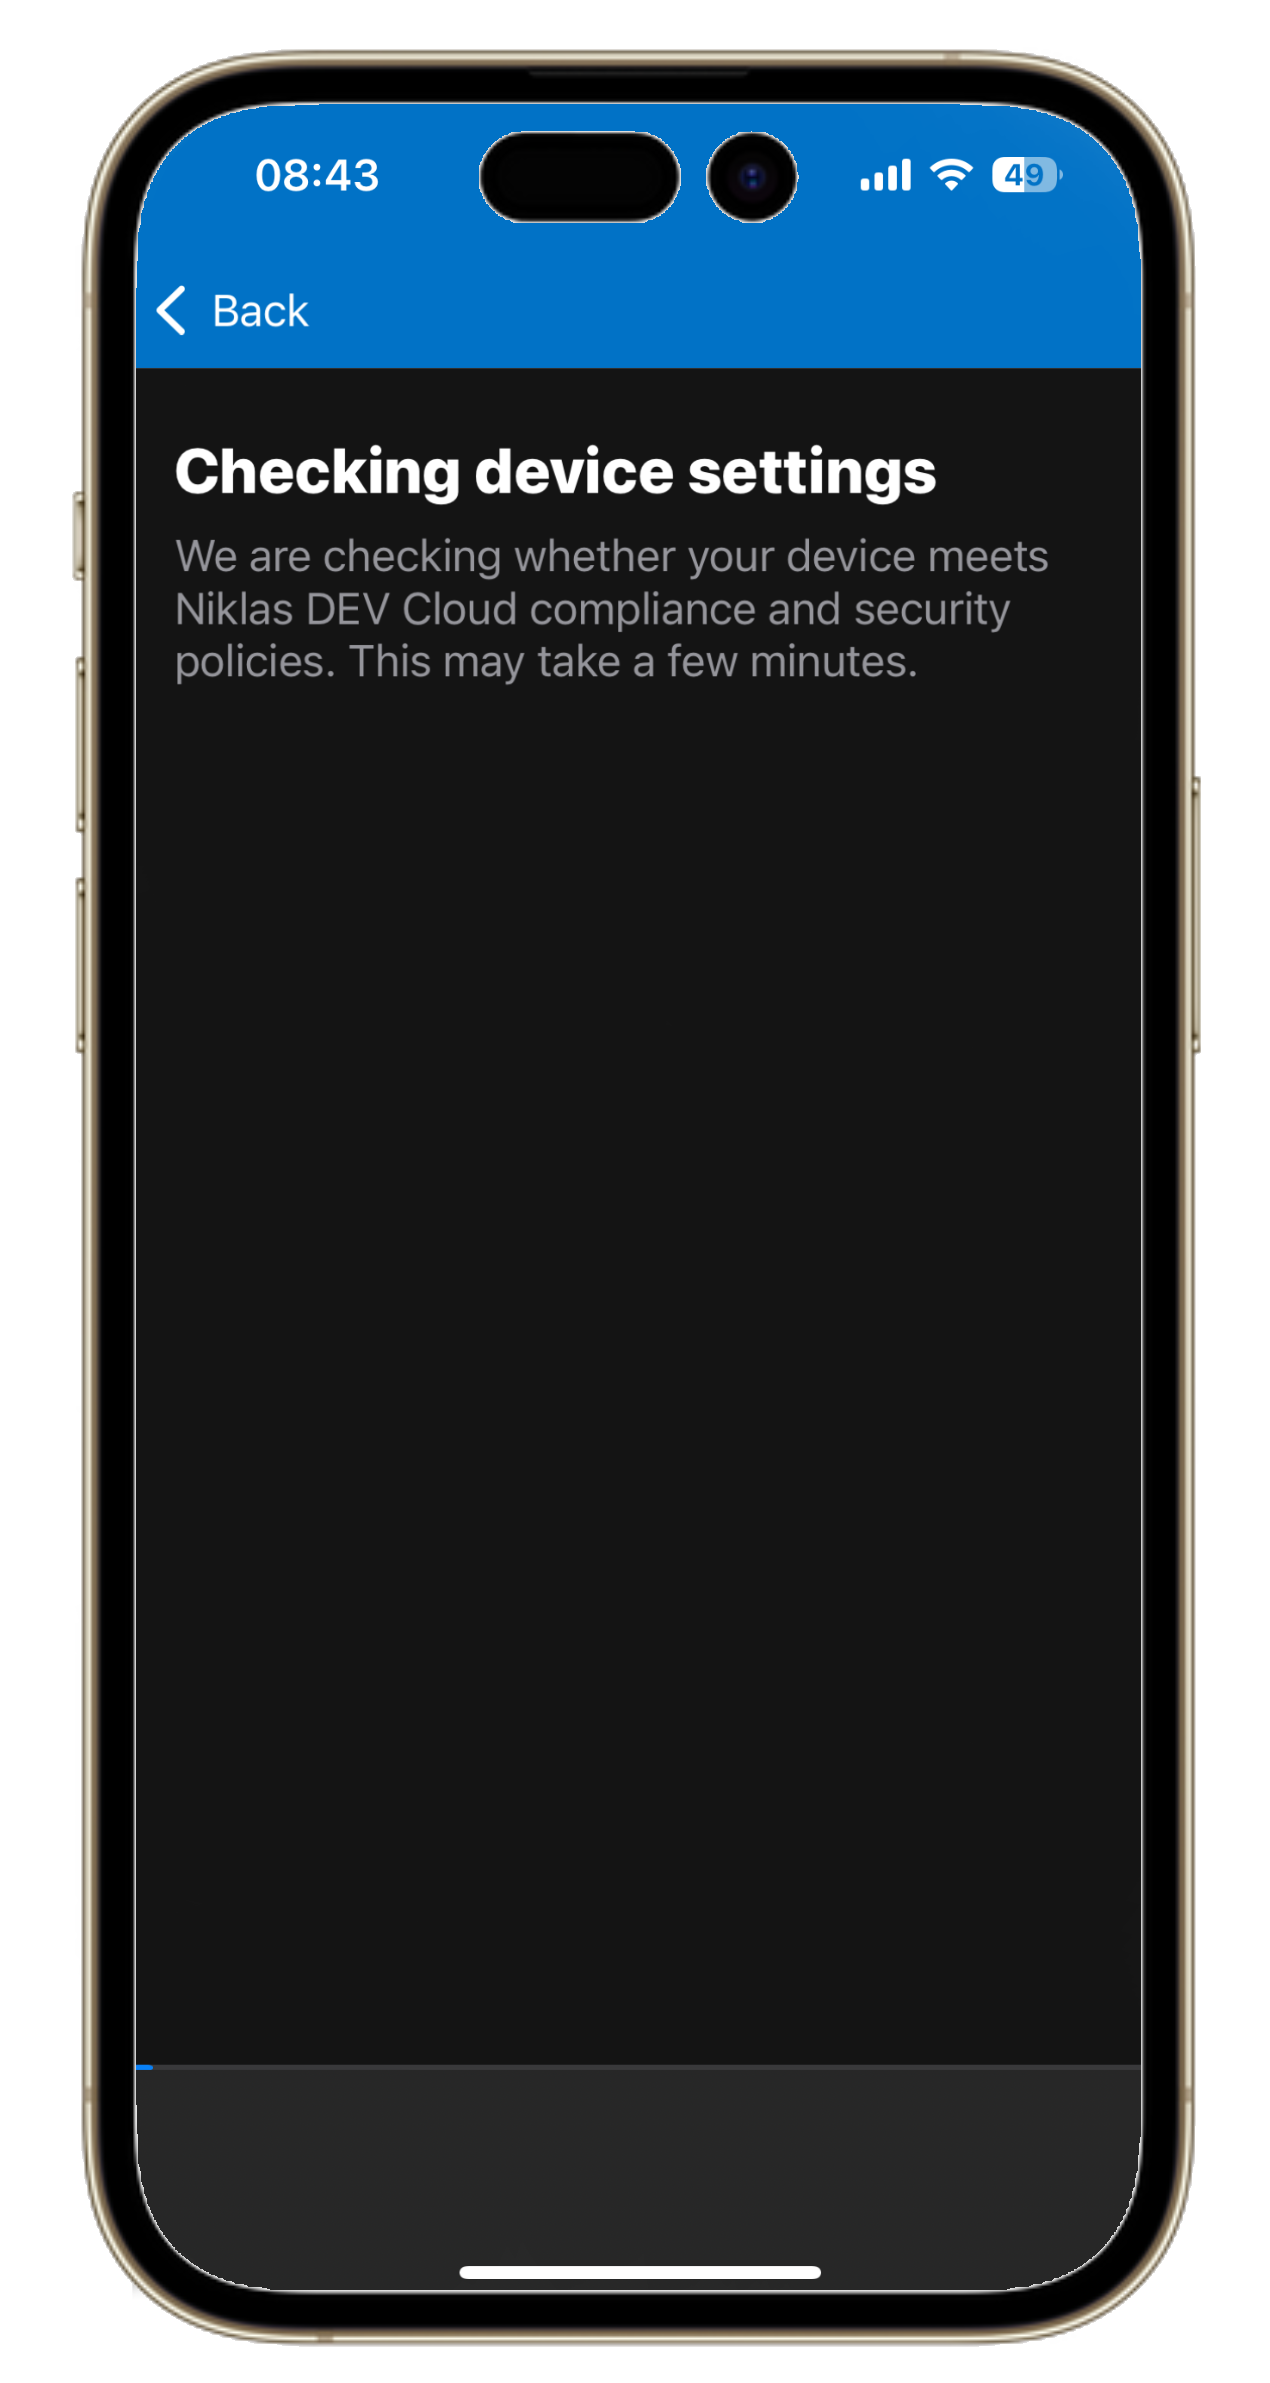 08:43
49
Back
Checking device settings
We are checking whether your device meets
Niklas DEV Cloud compliance and security
policies. This may take a few minutes.